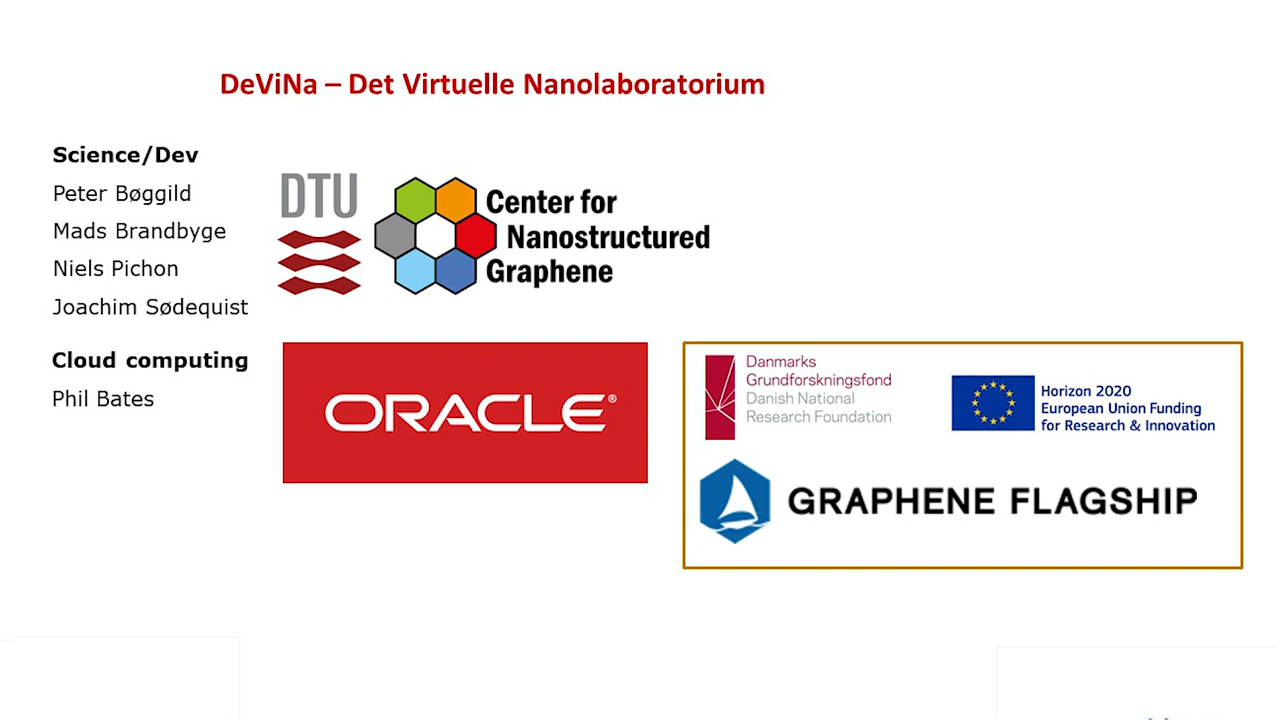 DeViNa – Det Virtuelle Nanolaboratorium
Science/Dev
Peter Bøggild
Mads Brandbyge
Niels Pichon
Joachim Sødequist
Cloud computing
Phil Bates
DTU
Center for
Nanostructured
Graphene
ORACLE®
Danmarks
Grundforskningsfond
Danish National
Research Foundation
Horizon 2020
European Union Funding
for Research & Innovation
GRAPHENE FLAGSHIP